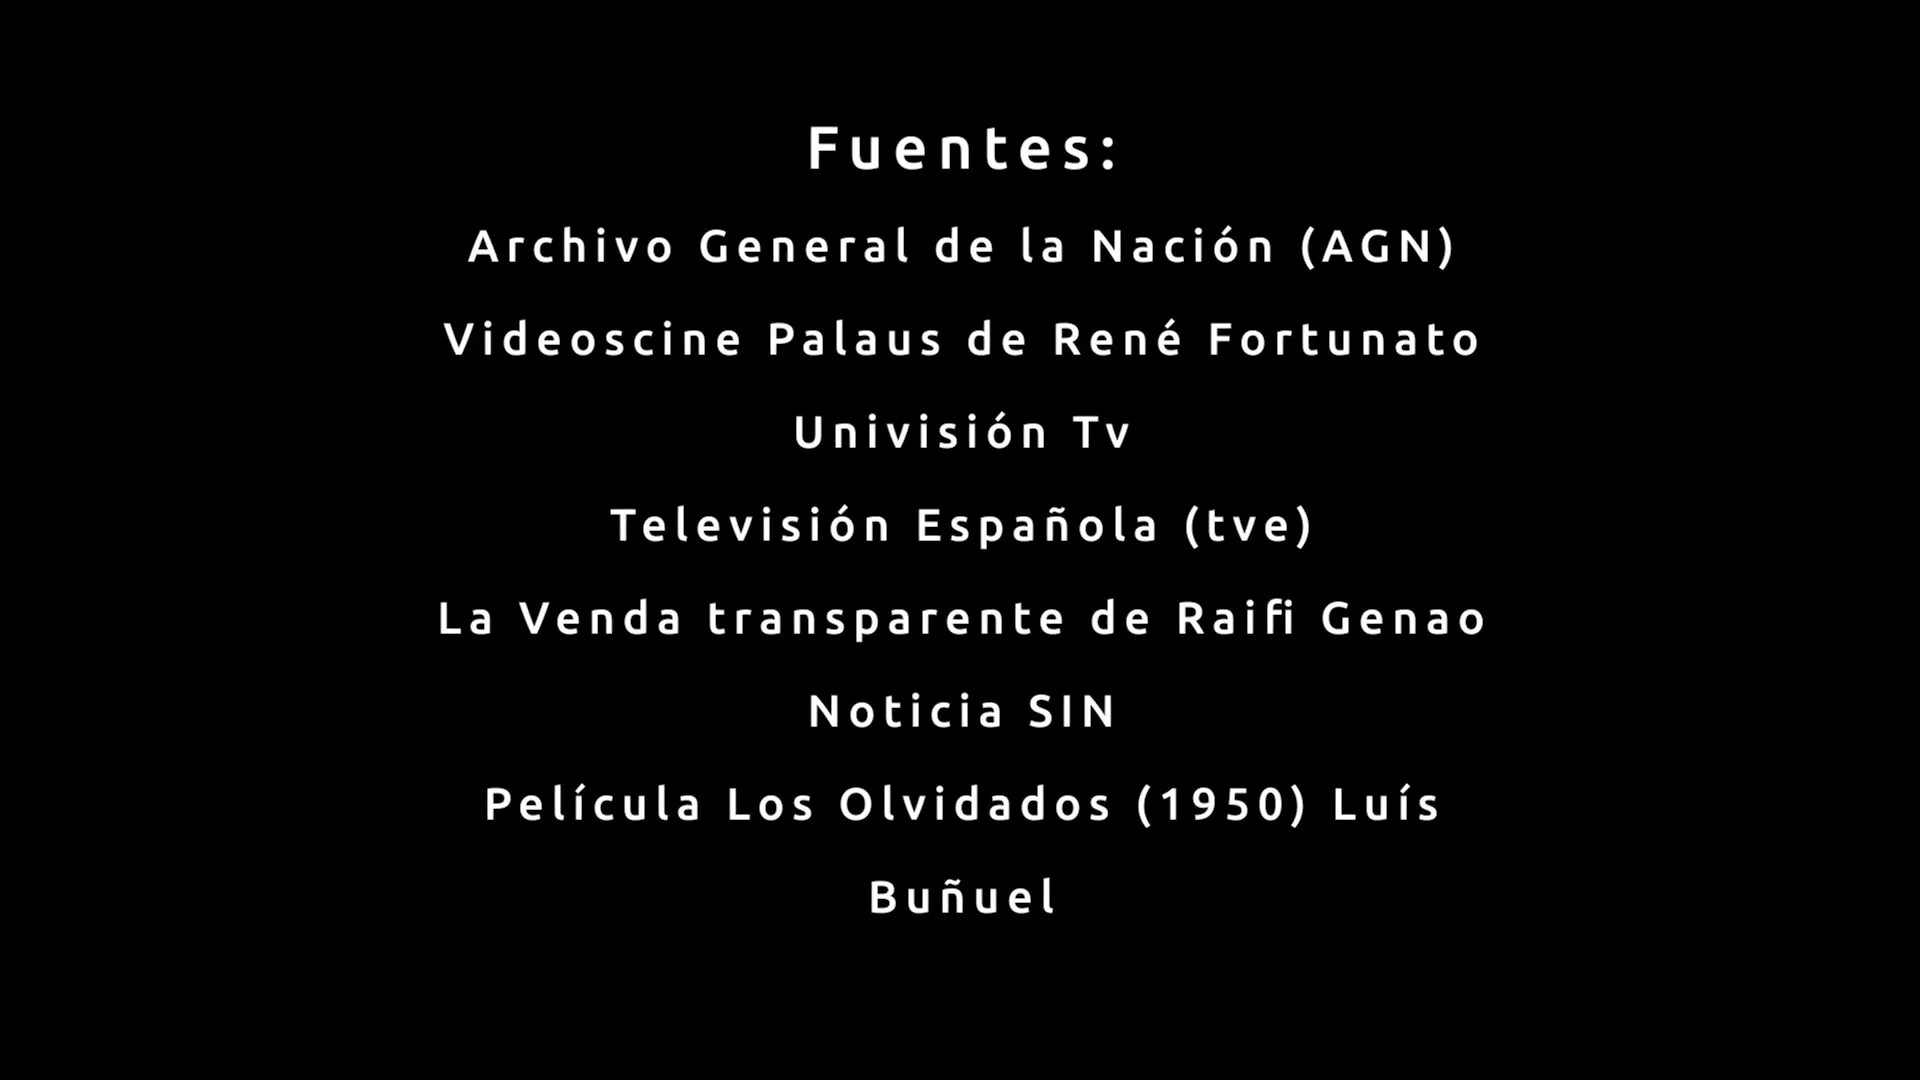 Fuentes:
Archivo General de la Nación (AGN)
Videoscine Palaus de René Fortunato
Univisión Tv
Televisión Española (tve)
La Venda transparente de Raifi Genao
Noticia SIN
Película Los Olvidados (1950) Luís
Buñuel